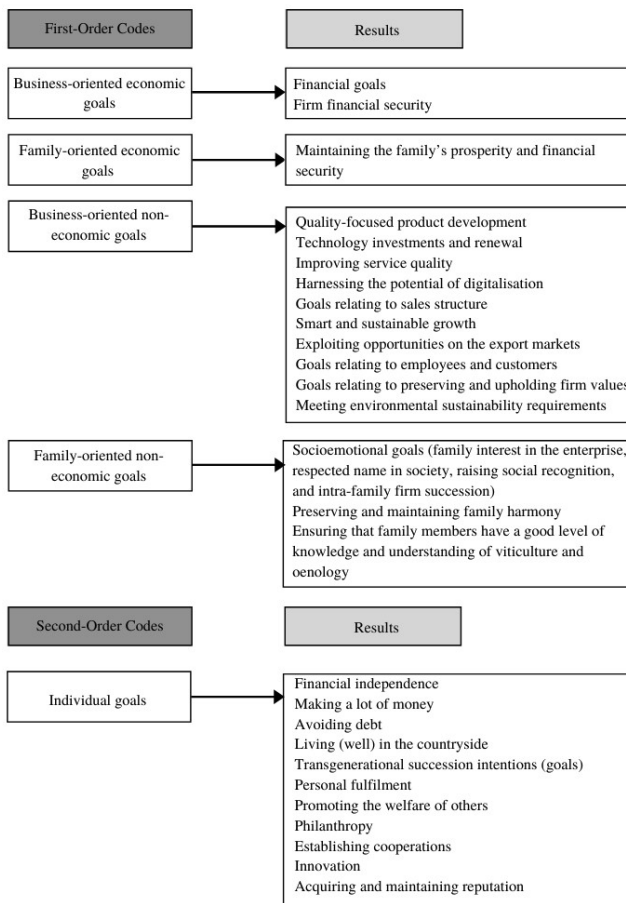 First-Order Codes
Results
Business-oriented economic
goals
Financial goals
Firm financial security
Family-oriented economic
goals
Maintaining the family's prosperity and financial
security
Business-oriented non-
economic goals
Quality-focused product development
Technology investments and renewal
Improving service quality
Harnessing the potential of digitalisation
Goals relating to sales structure
Smart and sustainable growth
Exploiting opportunities on the export markets
Goals relating to employees and customers
Goals relating to preserving and upholding firm values
Meeting environmental sustainability requirements
Family-oriented non-
economic goals
Socioemotional goals (family interest in the enterprise,
respected name in society, raising social recognition,
and intra-family firm succession)
Preserving and maintaining family harmony
Ensuring that family members have a good level of
knowledge and understanding of viticulture and
oenology
Second-Order Codes
Results
Individual goals
Financial independence
Making a lot of money
Avoiding debt
Living (well) in the countryside
Transgenerational succession intentions (goals)
Personal fulfilment
Promoting the welfare of others
Philanthropy
Establishing cooperations
Innovation
Acquiring and maintaining reputation